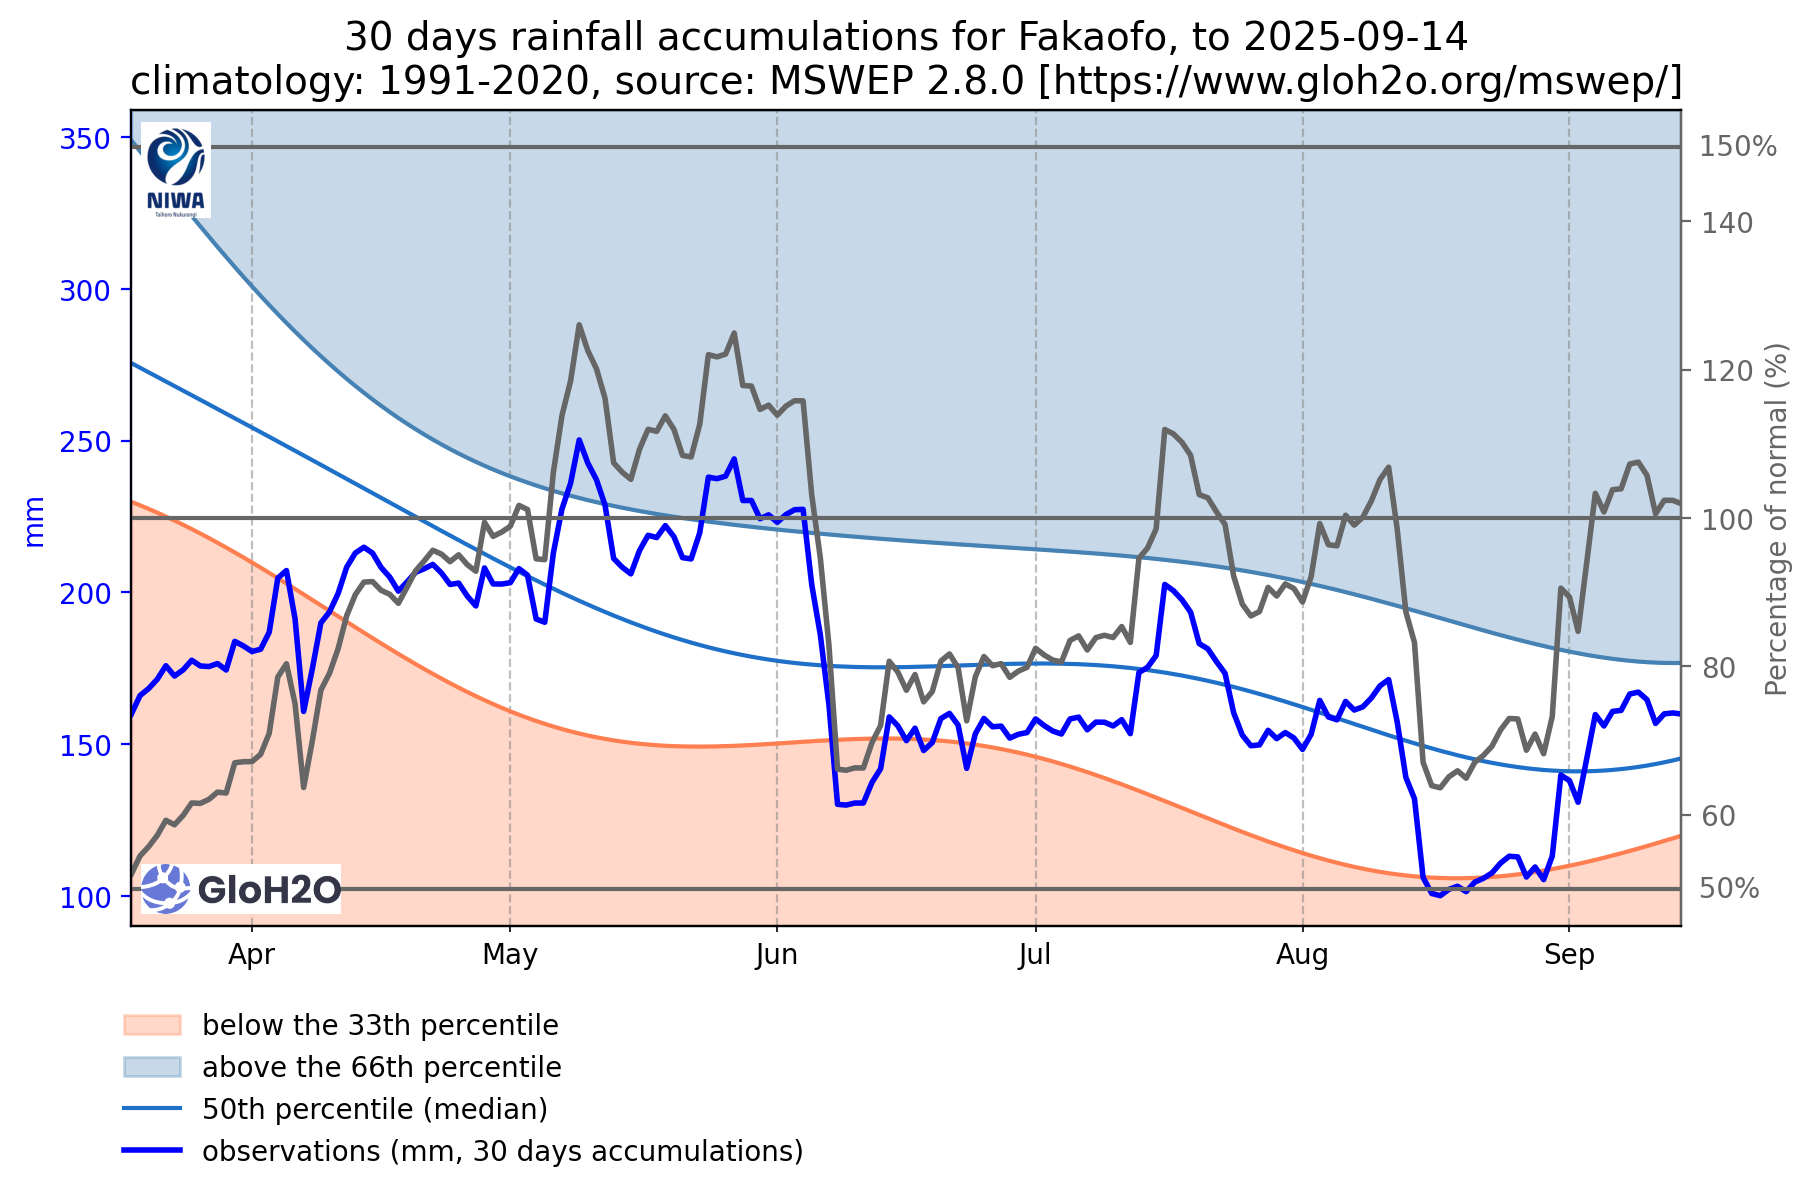 30 days rainfall accumulations for Fakaofo, to 2025-09-14
climatology: 1991-2020, source: MSWEP 2.8.0 [https://www.gloh2o.org/mswep/]
350
300
250
200
150
100
mm
NIWA
Taihoro Nukurangi
GloH2O
150%
140
120
100
80
60
50%
Percentage of normal (%)
Apr
May
Jun
Jul
Aug
Sep
below the 33th percentile
above the 66th percentile
50th percentile (median)
observations (mm, 30 days accumulations)